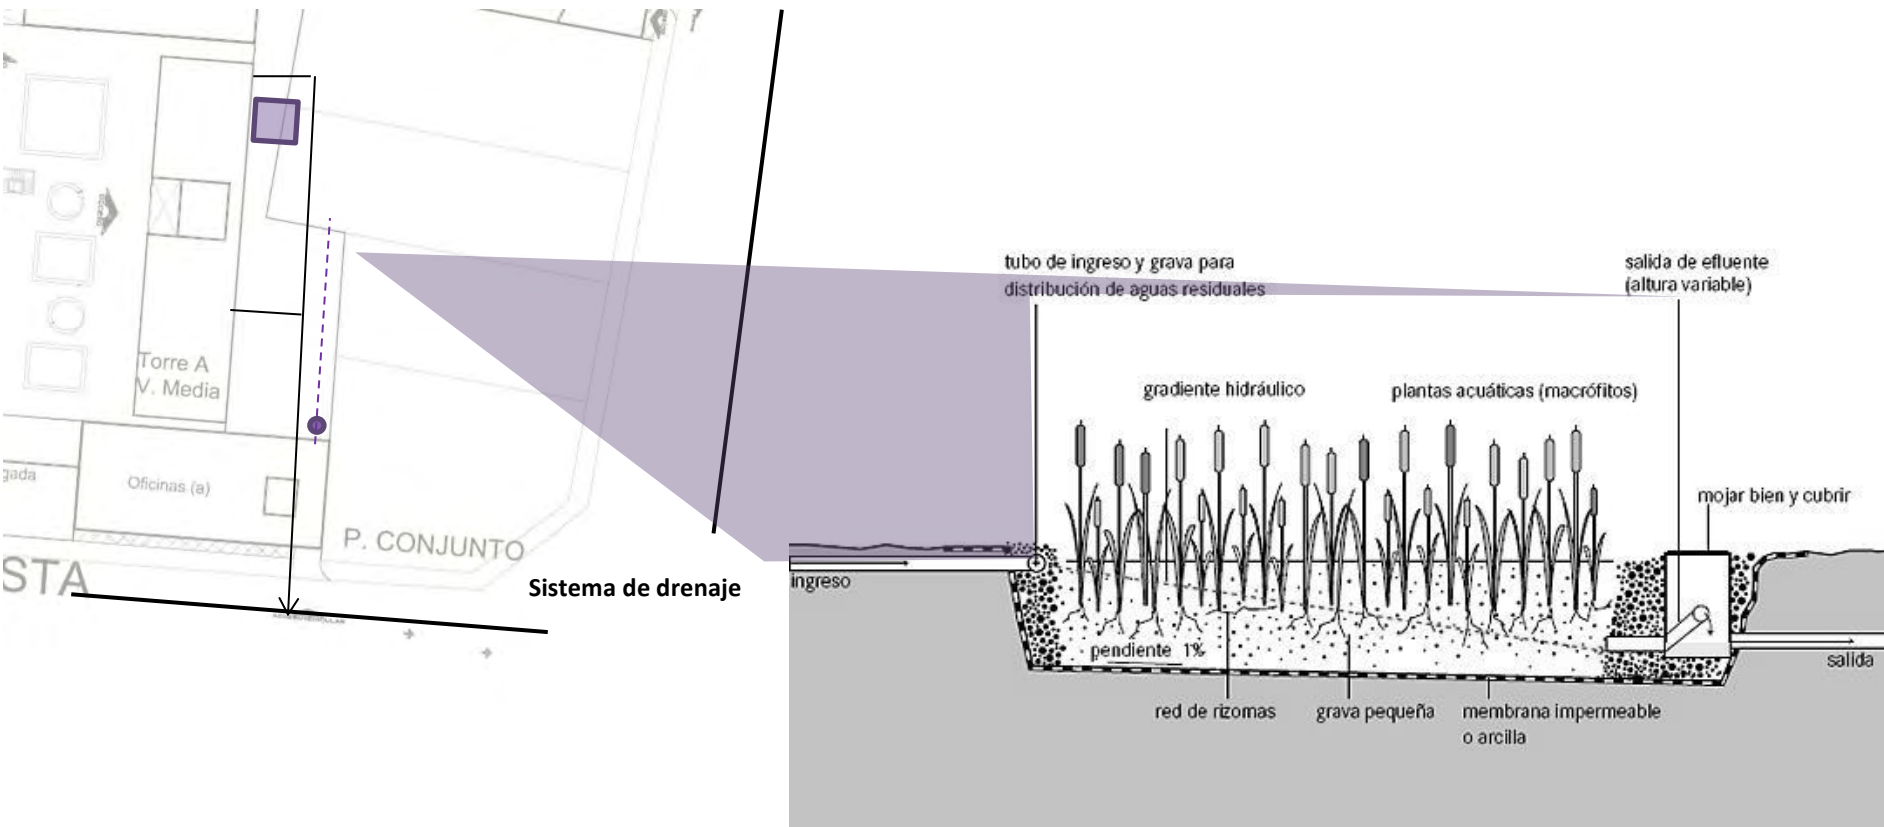 Torre A
V. Media
gada
Oficinas (a)
P. CONJUNTO
STA
Sistema de drenaje
tubo de ingreso y grava para
distribución de aguas residuales
salida de efluente
(altura variable)
gradiente hidráulico
plantas acuáticas (macrófitos)
mojar bien y cubrir
ingreso
pendiente 1%
salida
red de rizomas
grava pequeña
membrana impermeable
o arcilla